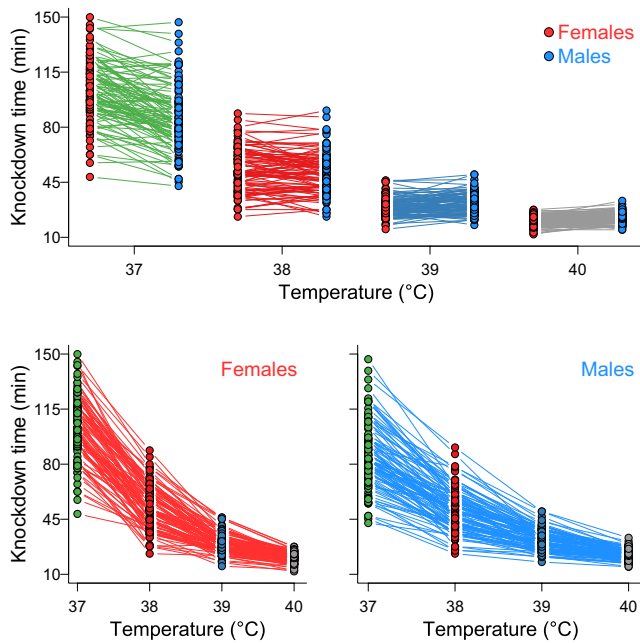 Knockdown time (min)
150
115
80
45
10
Females
Males
37 38 39 40
Temperature (°C)
Knockdown time (min)
150
115
80
45
10
Females
37 38 39 40
Temperature (°C)
Males
37 38 39 40
Temperature (°C)